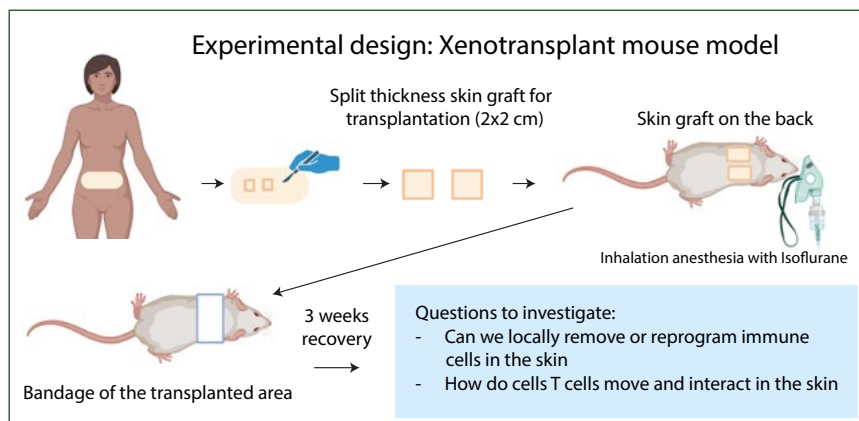 Experimental design: Xenotransplant mouse model
Split thickness skin graft for
transplantation (2x2 cm)
Skin graft on the back
Inhalation anesthesia with Isoflurane
Bandage of the transplanted area
3 weeks
recovery
Questions to investigate:
- Can we locally remove or reprogram immune
cells in the skin
- How do cells T cells move and interact in the skin